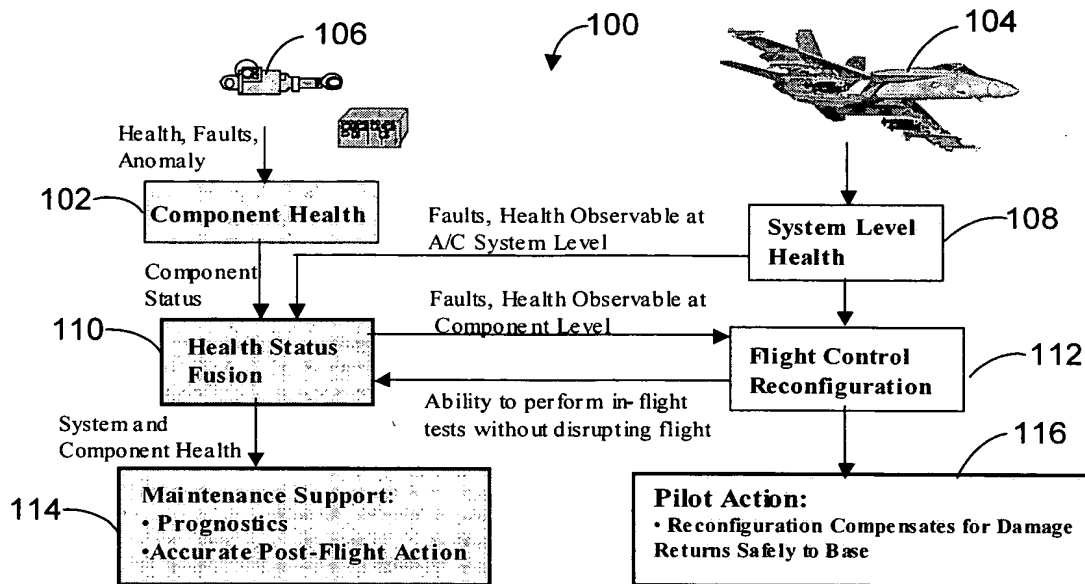 106
100
104
Health, Faults,
Anomaly
102
Component Health
Faults, Health Observable at
A/C System Level
System Level
Health
108
Component
Status
Faults, Health Observable at
Component Level
110
Health Status
Fusion
Flight Control
Reconfiguration
112
Ability to perform in-flight
tests without disrupting flight
System and
Component Health
116
114
Maintenance Support:
• Prognostics
•Accurate Post-Flight Action
Pilot Action:
• Reconfiguration Compensates for Damage
Returns Safely to Base